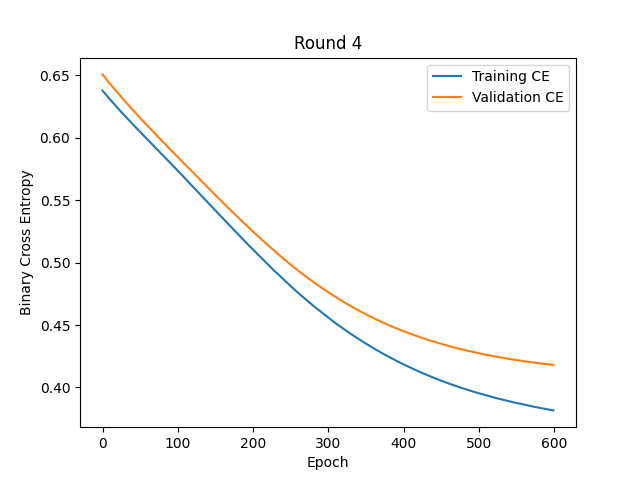 Round 4
Training CE
Validation CE
0.65
0.60
0.55
0.50
0.45
0.40
Binary Cross Entropy
0 100 200 300 400 500 600
Epoch